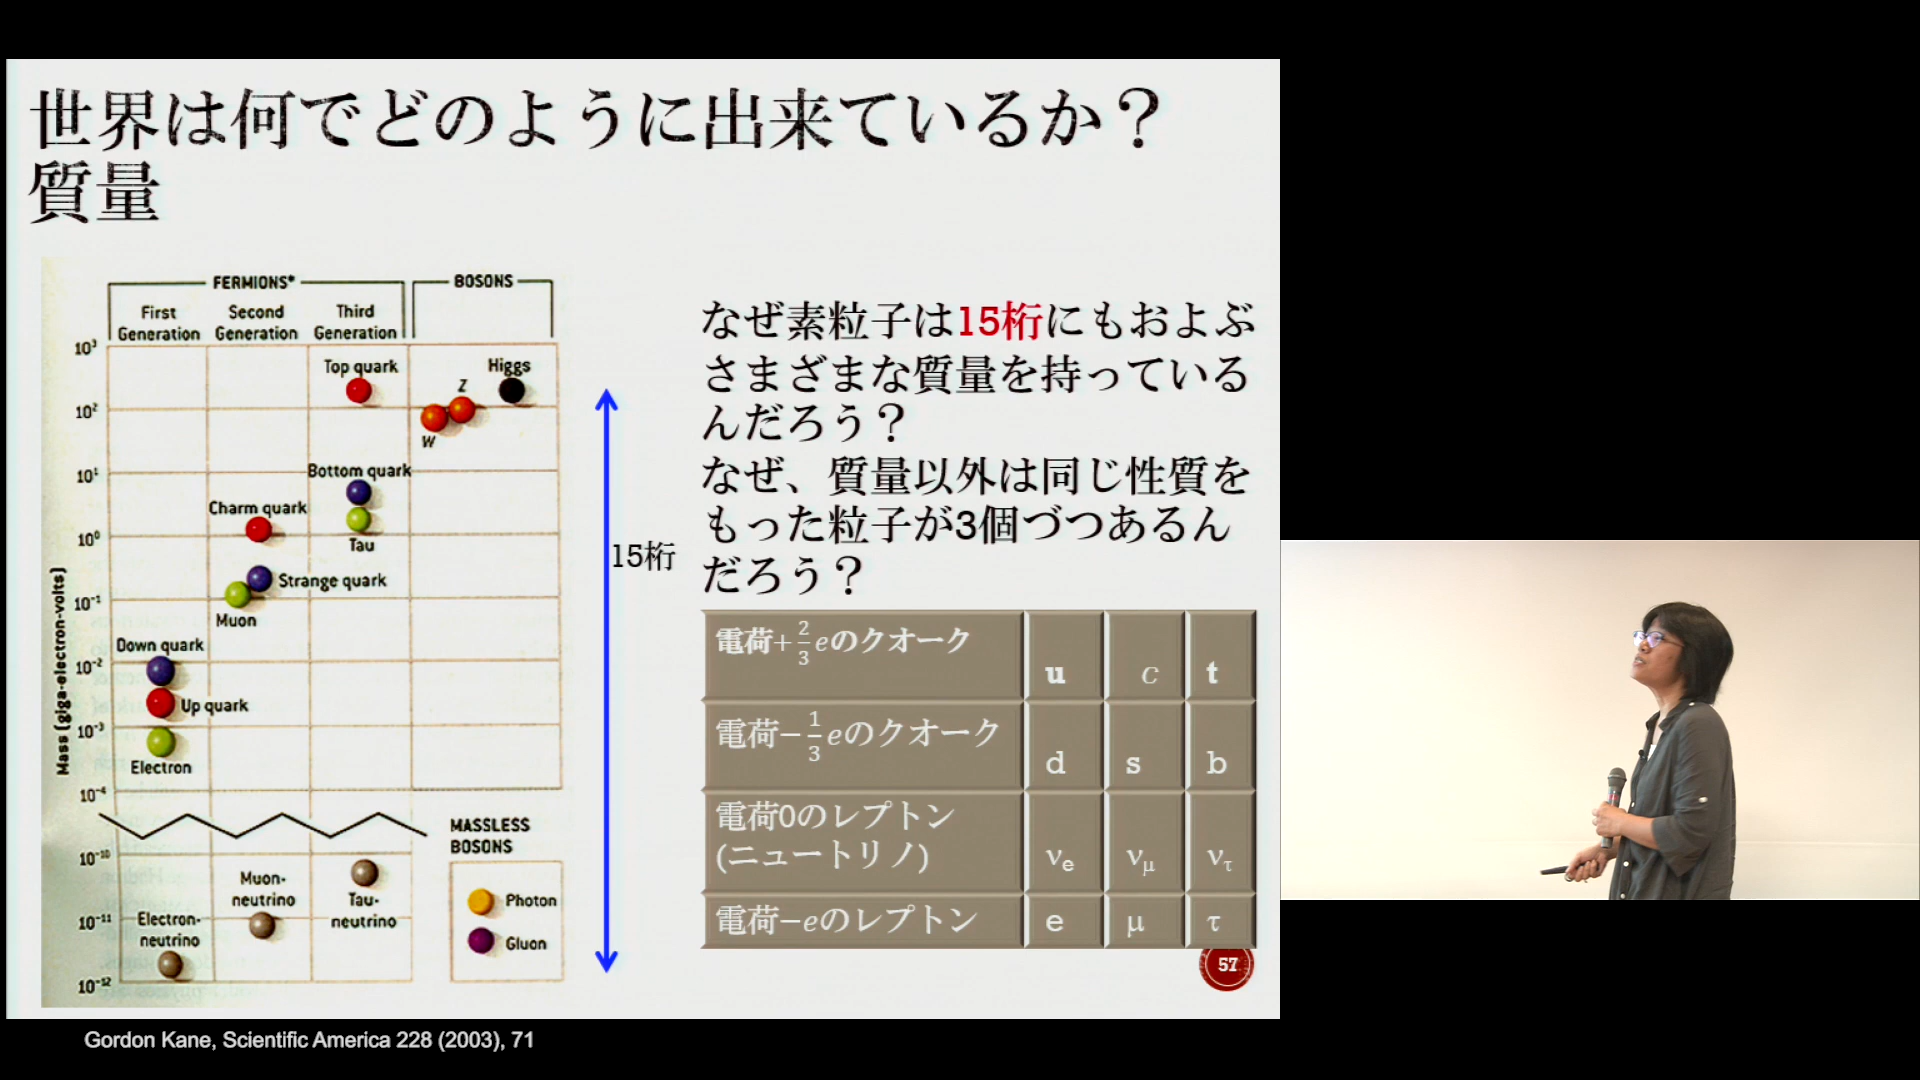 世界は何でどのように出来ているか？
質量
FERMIONS*
BOSONS
First
Generation
Second
Generation
Third
Generation
10³
10²
10¹
10⁰
10⁻¹
10⁻²
10⁻³
10⁻⁴
10⁻¹⁰
10⁻¹¹
10⁻¹²
Mass (giga-electron-volts)
Top quark
Z
Higgs
W
Bottom quark
Charm quark
Tau
Strange quark
Muon
Down quark
Up quark
Electron
MASSLESS
BOSONS
Muon-
neutrino
Tau-
neutrino
Electron-
neutrino
Photon
Gluon
15桁
なぜ素粒子は15桁にもおよぶ
さまざまな質量を持っている
んだろう？
なぜ、質量以外は同じ性質を
もった粒子が3個づつあるん
だろう？
電荷+2/3 eのクオーク u c t
電荷−1/3 eのクオーク d s b
電荷0のレプトン
(ニュートリノ) νe νμ ντ
電荷−eのレプトン e μ τ
57
Gordon Kane, Scientific America 228 (2003), 71